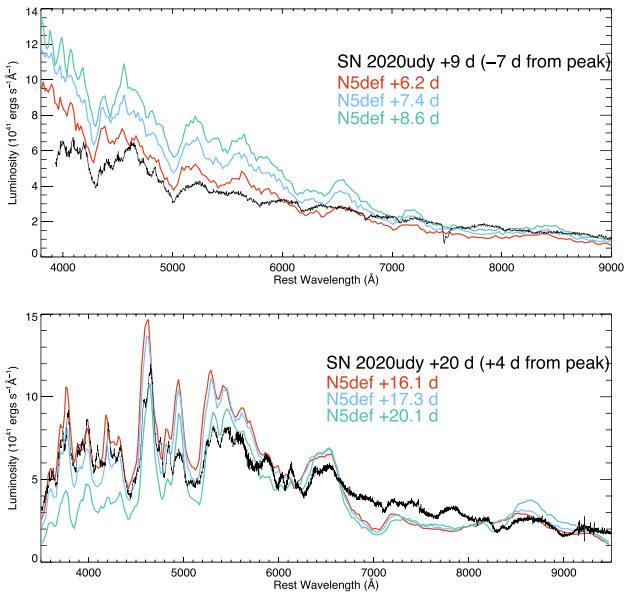 14
12
10
8
6
4
2
0
Luminosity (10⁴¹ ergs s⁻¹Å⁻¹)
SN 2020udy +9 d (−7 d from peak)
N5def +6.2 d
N5def +7.4 d
N5def +8.6 d
4000 5000 6000 7000 8000 9000
Rest Wavelength (Å)
15
10
5
0
Luminosity (10⁴¹ ergs s⁻¹Å⁻¹)
SN 2020udy +20 d (+4 d from peak)
N5def +16.1 d
N5def +17.3 d
N5def +20.1 d
4000 5000 6000 7000 8000 9000
Rest Wavelength (Å)